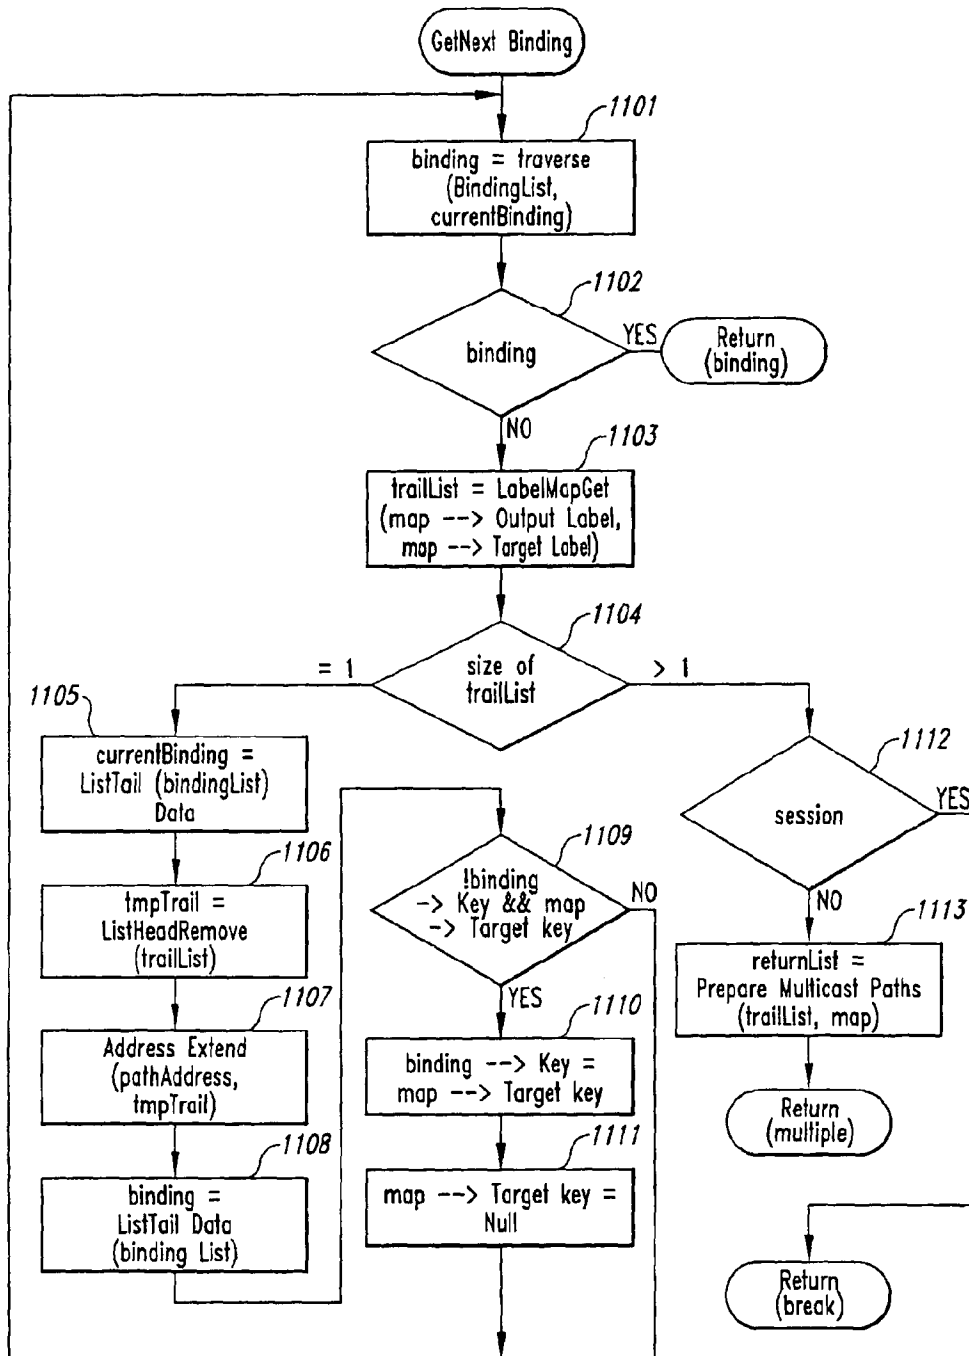 GetNext Binding
1101
binding = traverse
(BindingList,
currentBinding)
1102
binding
YES
Return
(binding)
NO
1103
trailList = LabelMapGet
(map --> Output Label,
map --> Target Label)
1104
size of
trailList
= 1
> 1
1105
currentBinding =
ListTail (bindingList)
Data
1106
tmpTrail =
ListHeadRemove
(trailList)
1107
Address Extend
(pathAddress,
tmpTrail)
1108
binding =
ListTail Data
(binding List)
1109
!binding
-> Key && map
-> Target key
NO
YES
1110
binding --> Key =
map --> Target key
1111
map --> Target key =
Null
1112
session
YES
NO
1113
returnList =
Prepare Multicast Paths
(trailList, map)
Return
(multiple)
Return
(break)